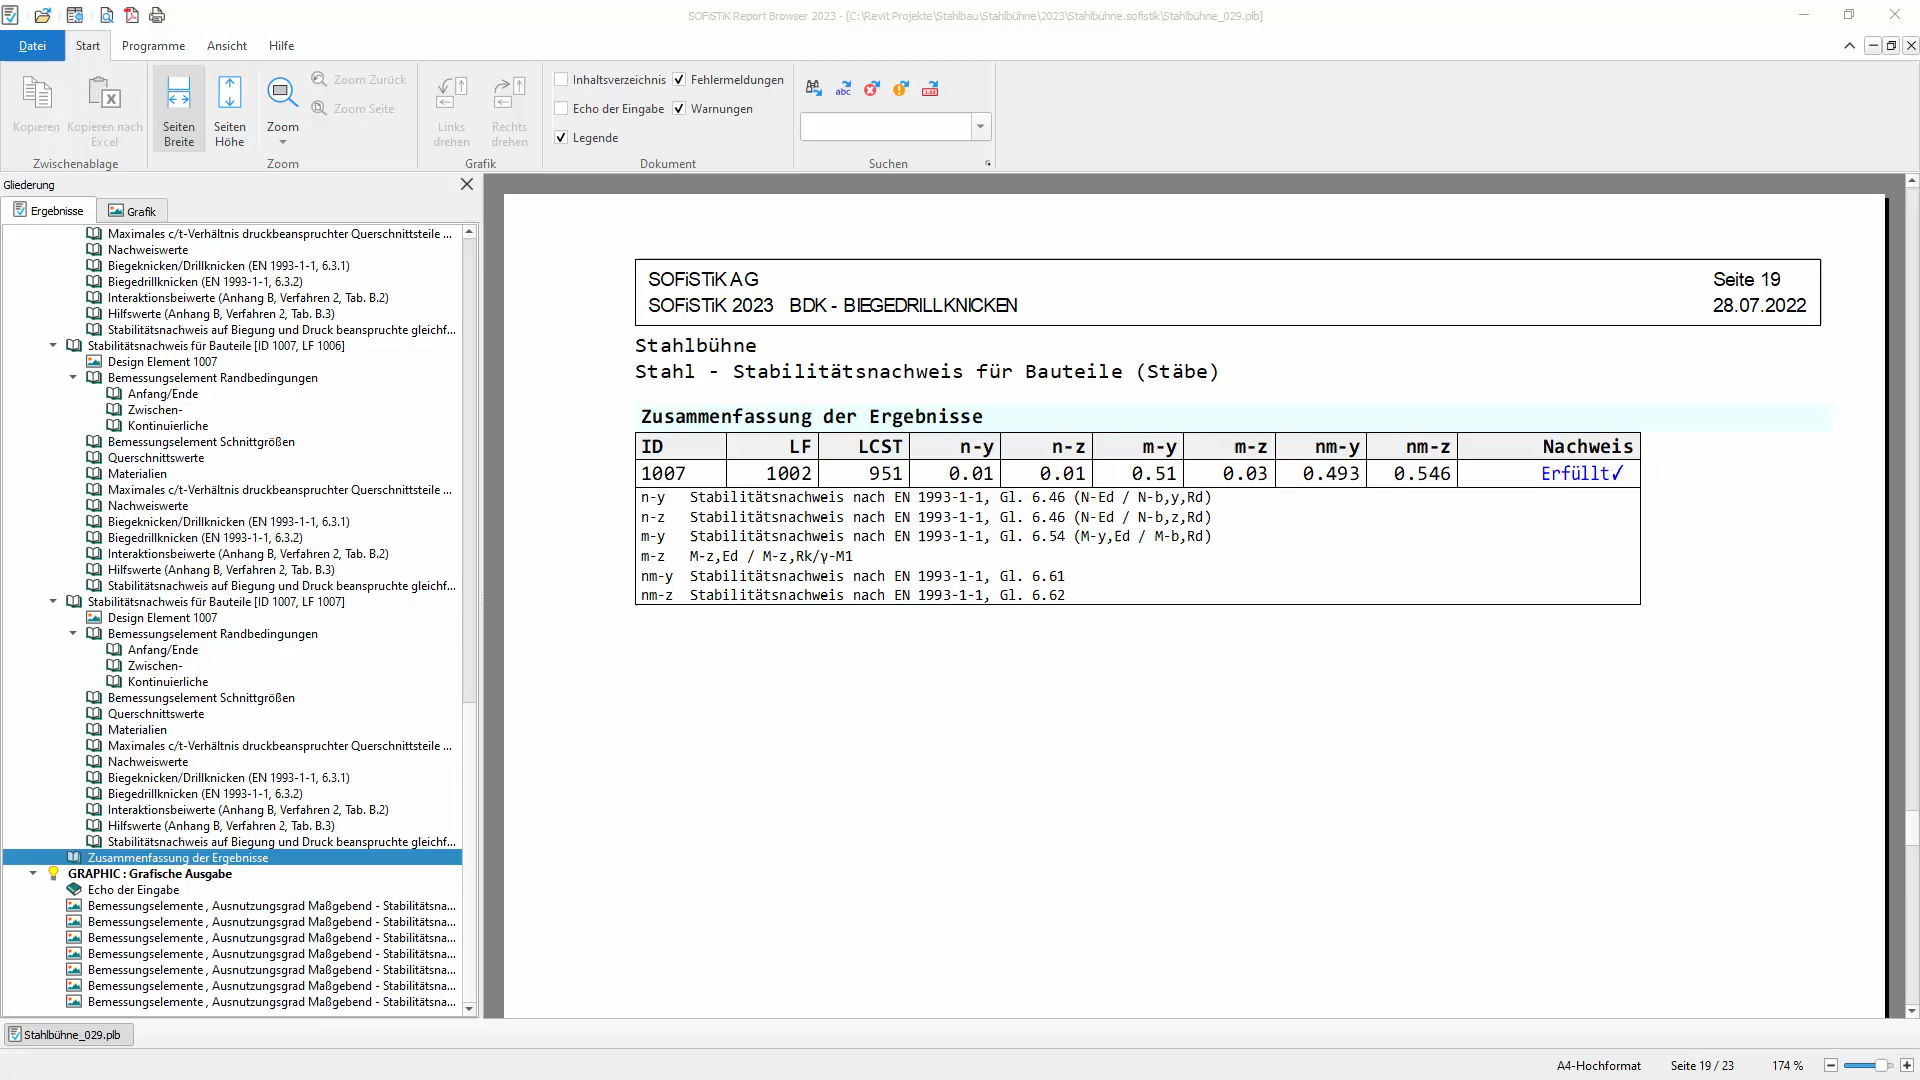 SOFiSTiK Report Browser 2023 - [C:\Revit Projekte\Stahlbau\Stahlbühne\2023\Stahlbühne.sofistik\Stahlbühne_029.plb]
Datei Start Programme Ansicht Hilfe
Kopieren
Kopieren nach Excel
Zwischenablage
Seiten Breite
Seiten Höhe
Zoom
Zoom Zurück
Zoom Seite
Zoom
Links drehen
Rechts drehen
Grafik
Inhaltsverzeichnis Fehlermeldungen
Echo der Eingabe Warnungen
Legende
Dokument
abc
Suchen
Gliederung
Ergebnisse Grafik
Maximales c/t-Verhältnis druckbeanspruchter Querschnittsteile ...
Nachweiswerte
Biegeknicken/Drillknicken (EN 1993-1-1, 6.3.1)
Biegedrillknicken (EN 1993-1-1, 6.3.2)
Interaktionsbeiwerte (Anhang B, Verfahren 2, Tab. B.2)
Hilfswerte (Anhang B, Verfahren 2, Tab. B.3)
Stabilitätsnachweis auf Biegung und Druck beanspruchte gleichf...
Stabilitätsnachweis für Bauteile [ID 1007, LF 1006]
Design Element 1007
Bemessungselement Randbedingungen
Anfang/Ende
Zwischen-
Kontinuierliche
Bemessungselement Schnittgrößen
Querschnittswerte
Materialien
Maximales c/t-Verhältnis druckbeanspruchter Querschnittsteile ...
Nachweiswerte
Biegeknicken/Drillknicken (EN 1993-1-1, 6.3.1)
Biegedrillknicken (EN 1993-1-1, 6.3.2)
Interaktionsbeiwerte (Anhang B, Verfahren 2, Tab. B.2)
Hilfswerte (Anhang B, Verfahren 2, Tab. B.3)
Stabilitätsnachweis auf Biegung und Druck beanspruchte gleichf...
Stabilitätsnachweis für Bauteile [ID 1007, LF 1007]
Design Element 1007
Bemessungselement Randbedingungen
Anfang/Ende
Zwischen-
Kontinuierliche
Bemessungselement Schnittgrößen
Querschnittswerte
Materialien
Maximales c/t-Verhältnis druckbeanspruchter Querschnittsteile ...
Nachweiswerte
Biegeknicken/Drillknicken (EN 1993-1-1, 6.3.1)
Biegedrillknicken (EN 1993-1-1, 6.3.2)
Interaktionsbeiwerte (Anhang B, Verfahren 2, Tab. B.2)
Hilfswerte (Anhang B, Verfahren 2, Tab. B.3)
Stabilitätsnachweis auf Biegung und Druck beanspruchte gleichf...
Zusammenfassung der Ergebnisse
GRAPHIC : Grafische Ausgabe
Echo der Eingabe
Bemessungselemente , Ausnutzungsgrad Maßgebend - Stabilitätsna...
Bemessungselemente , Ausnutzungsgrad Maßgebend - Stabilitätsna...
Bemessungselemente , Ausnutzungsgrad Maßgebend - Stabilitätsna...
Bemessungselemente , Ausnutzungsgrad Maßgebend - Stabilitätsna...
Bemessungselemente , Ausnutzungsgrad Maßgebend - Stabilitätsna...
Bemessungselemente , Ausnutzungsgrad Maßgebend - Stabilitätsna...
Bemessungselemente , Ausnutzungsgrad Maßgebend - Stabilitätsna...
SOFiSTiK AG Seite 19
SOFiSTiK 2023 BDK - BIEGEDRILLKNICKEN 28.07.2022
Stahlbühne
Stahl - Stabilitätsnachweis für Bauteile (Stäbe)
Zusammenfassung der Ergebnisse
ID LF LCST n-y n-z m-y m-z nm-y nm-z Nachweis
1007 1002 951 0.01 0.01 0.51 0.03 0.493 0.546 Erfüllt✓
n-y Stabilitätsnachweis nach EN 1993-1-1, Gl. 6.46 (N-Ed / N-b,y,Rd)
n-z Stabilitätsnachweis nach EN 1993-1-1, Gl. 6.46 (N-Ed / N-b,z,Rd)
m-y Stabilitätsnachweis nach EN 1993-1-1, Gl. 6.54 (M-y,Ed / M-b,Rd)
m-z M-z,Ed / M-z,Rk/γ-M1
nm-y Stabilitätsnachweis nach EN 1993-1-1, Gl. 6.61
nm-z Stabilitätsnachweis nach EN 1993-1-1, Gl. 6.62
Stahlbühne_029.plb
A4-Hochformat Seite 19 / 23 174 %